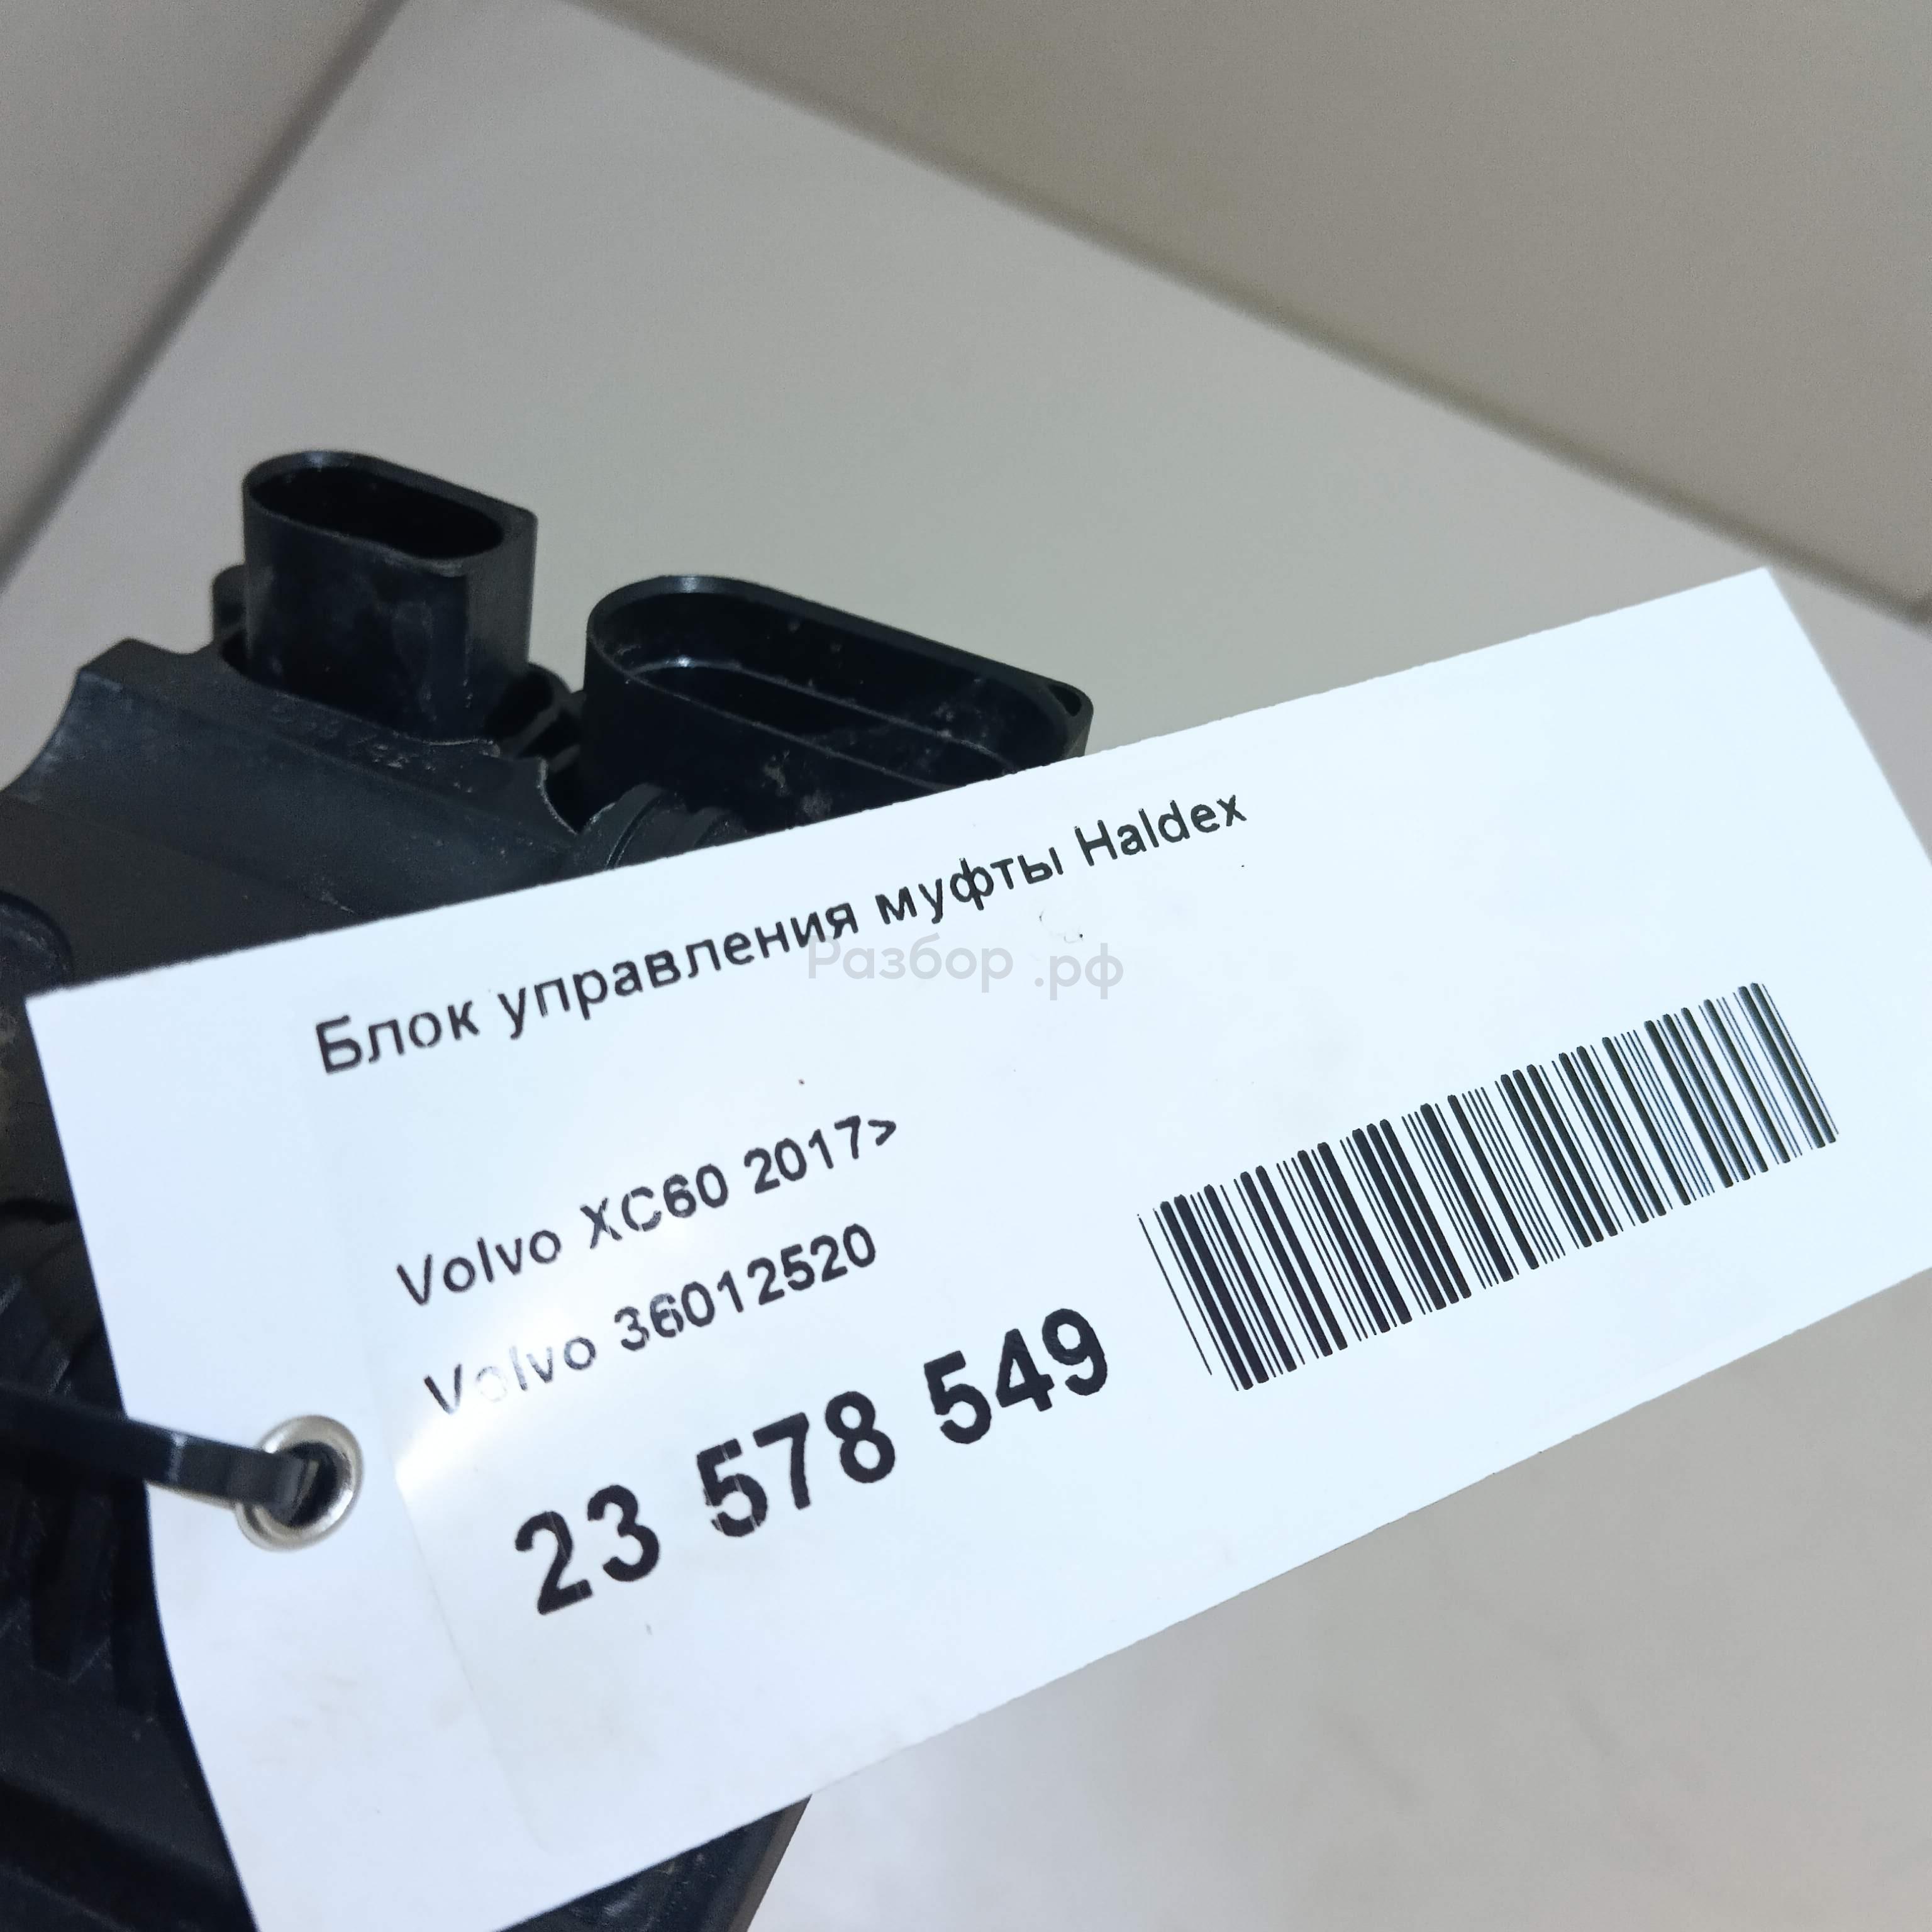 Блок управления муфты Haldex
Разбор.рф
Volvo XC60 2017>
Volvo 36012520
23 578 549